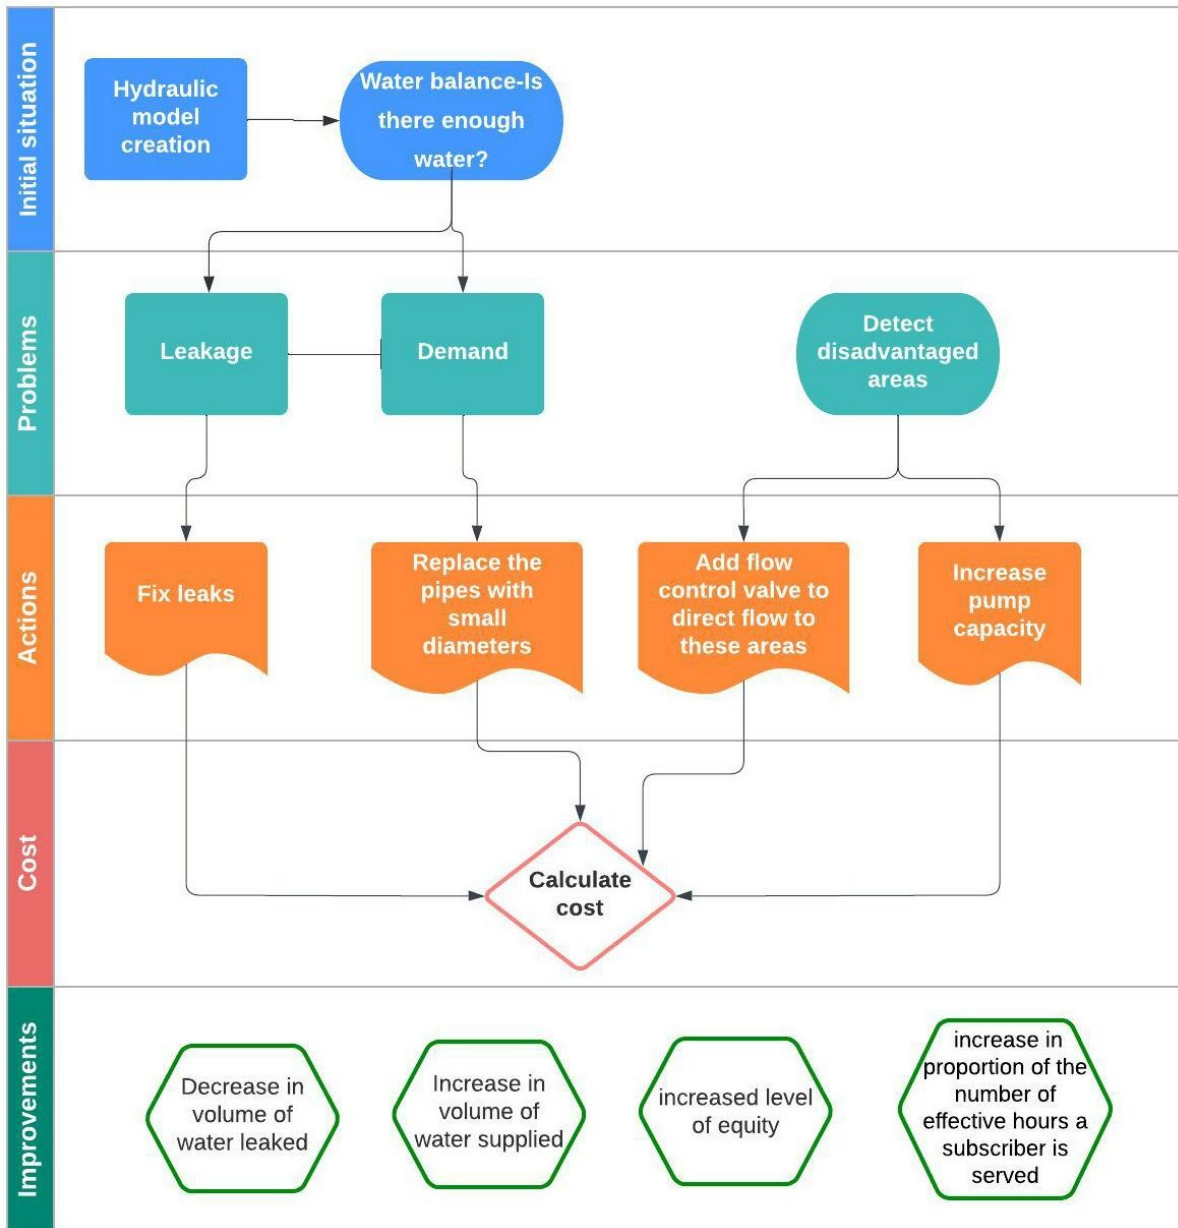 Initial situation
Hydraulic
model
creation
Water balance-Is
there enough
water?
Problems
Leakage
Demand
Detect
disadvantaged
areas
Actions
Fix leaks
Replace the
pipes with
small
diameters
Add flow
control valve to
direct flow to
these areas
Increase
pump
capacity
Cost
Calculate
cost
Improvements
Decrease in
volume of
water leaked
Increase in
volume of
water supplied
increased level
of equity
increase in
proportion of the
number of
effective hours a
subscriber is
served